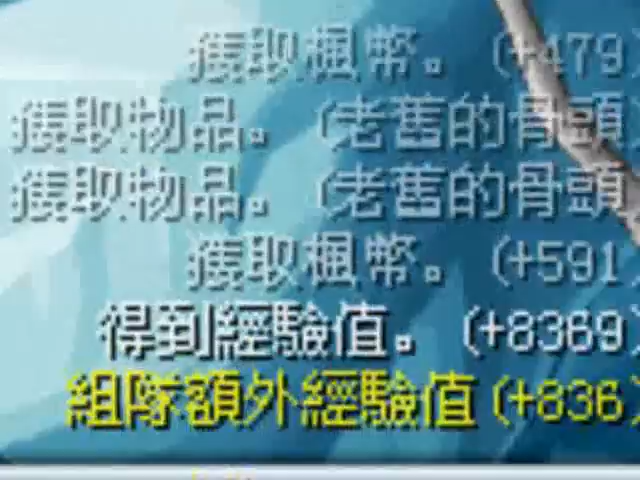 獲取楓幣。(+479)
獲取物品。(老舊的骨頭)
獲取物品。(老舊的骨頭)
獲取楓幣。(+591)
得到經驗值。(+8369)
組隊額外經驗值(+836)